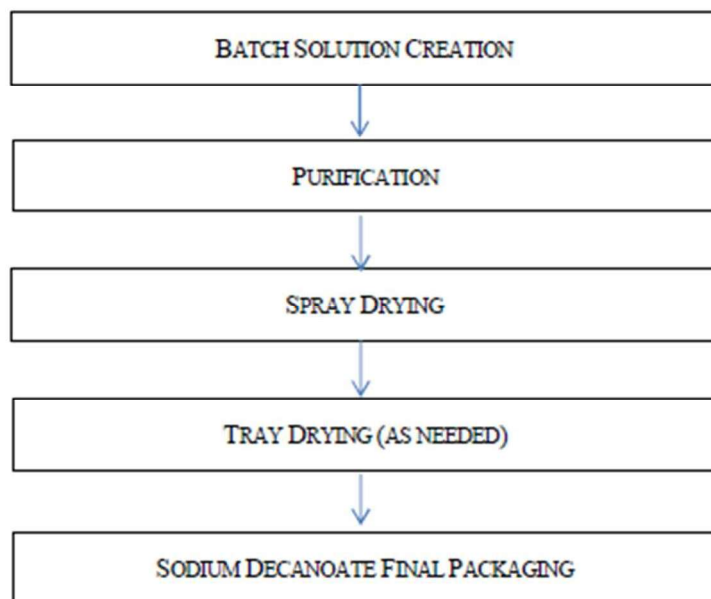 BATCH SOLUTION CREATION
PURIFICATION
SPRAY DRYING
TRAY DRYING (AS NEEDED)
SODIUM DECANOATE FINAL PACKAGING